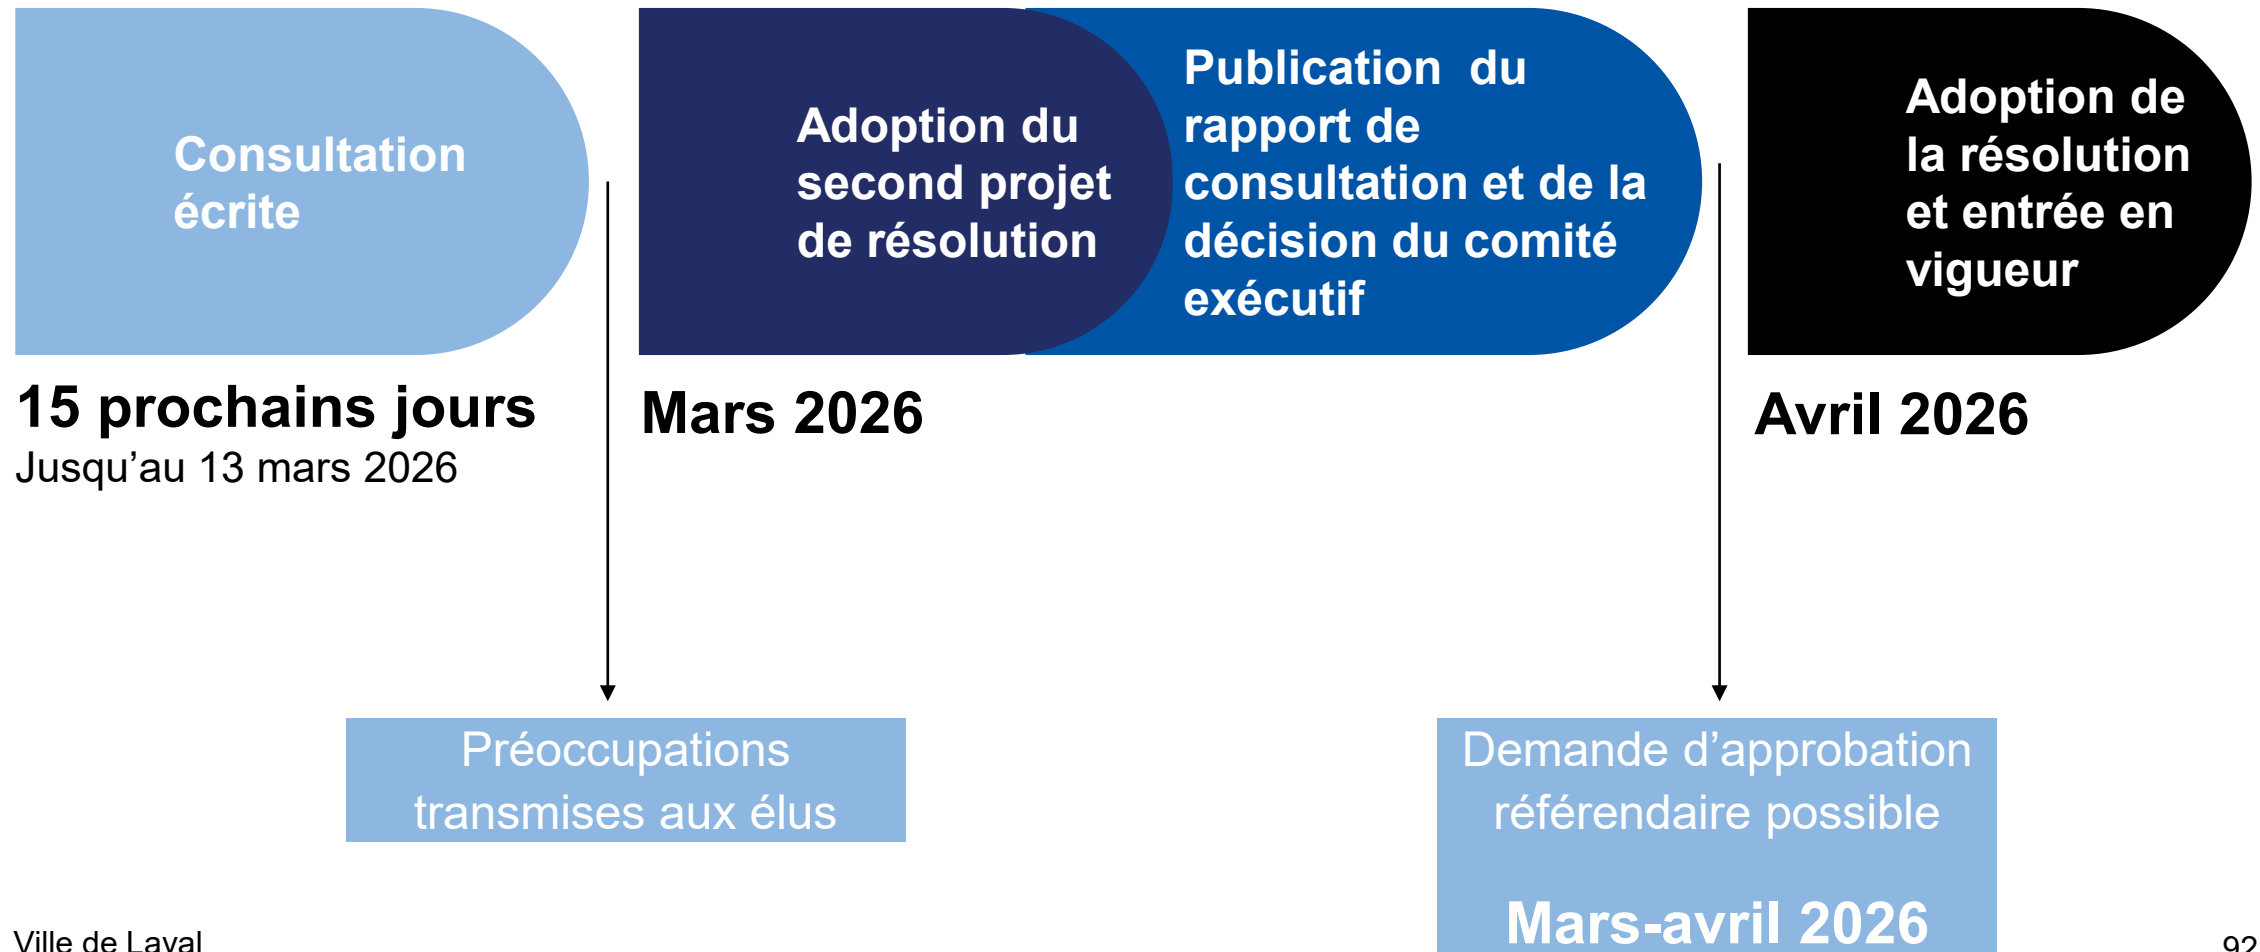 Consultation
écrite
Adoption du
second projet
de résolution
Publication  du
rapport de
consultation et de la
décision du comité
exécutif
Adoption de
la résolution
et entrée en
vigueur
15 prochains jours
Jusqu’au 13 mars 2026
Mars 2026
Avril 2026
Préoccupations
transmises aux élus
Demande d’approbation
référendaire possible
Mars-avril 2026
Ville de Laval
92